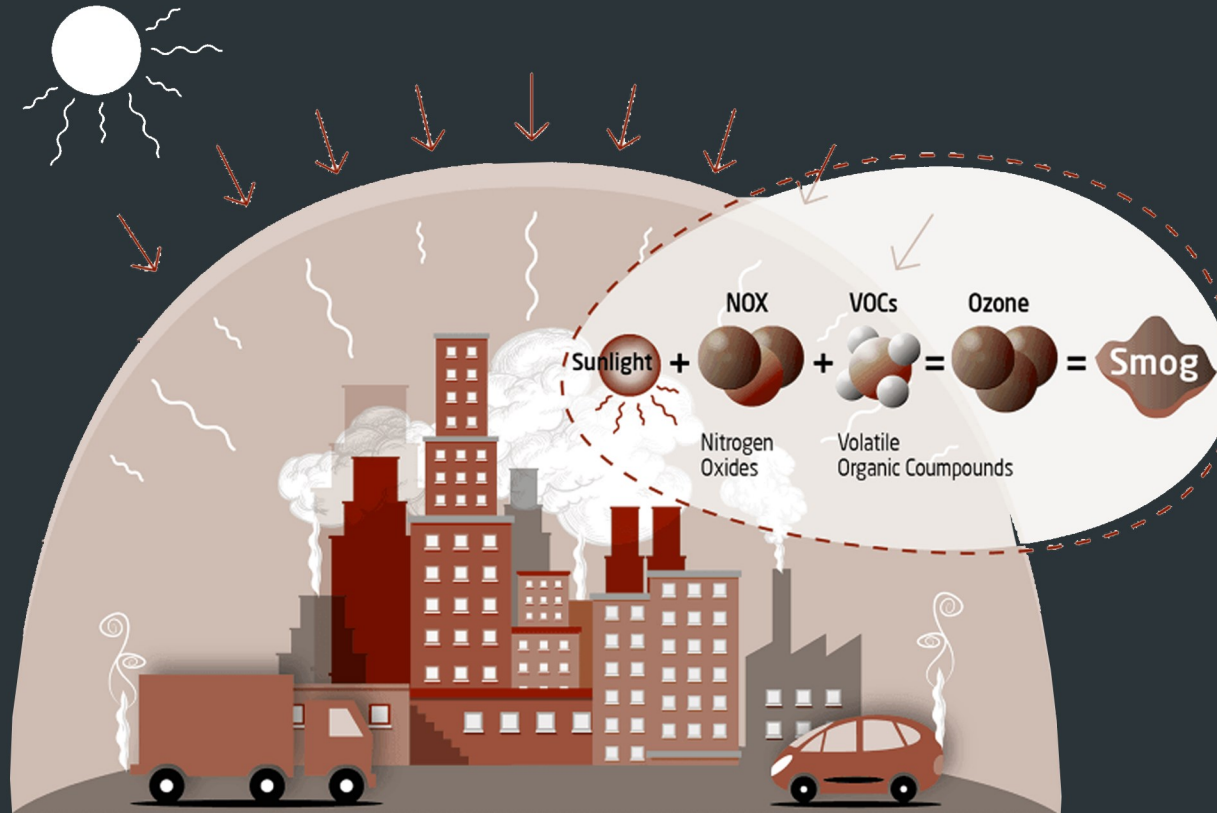 NOX VOCs Ozone
Sunlight + + = = Smog
Nitrogen
Oxides
Volatile
Organic Coumpounds